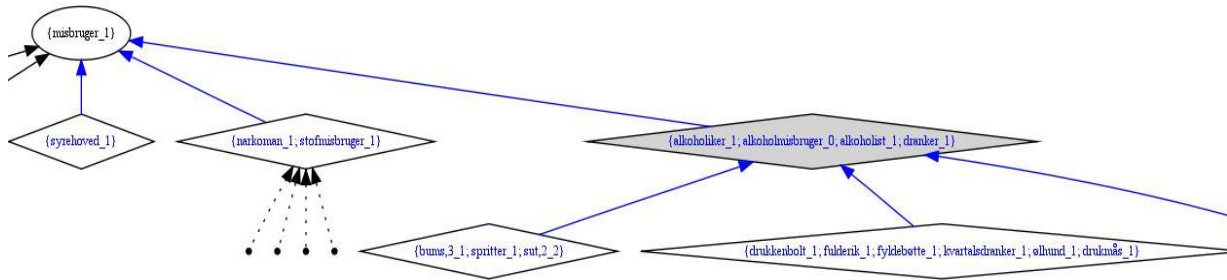 {misbruger_1}
{syrehoved_1}
{narkoman_1; stofmisbruger_1}
{alkoholiker_1; alkoholmisbruger_0; alkoholist_1; dranker_1}
{bums,3_1; spritter_1; sut,2_2}
{drukkenbolt_1; fulderik_1; fyldebøtte_1; kvartalsdranker_1; ølhund_1; drukmås_1}